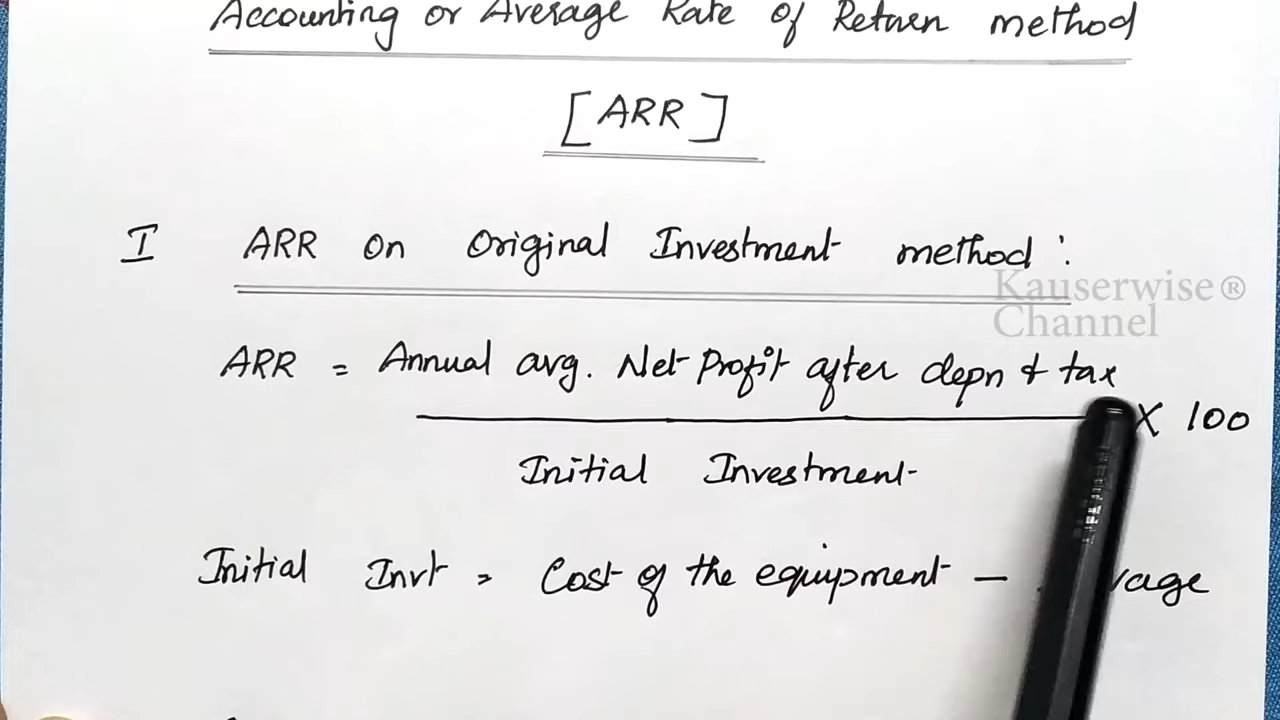 Accounting or Average Rate of Return method
[ARR]
I ARR on Original Investment method:
Kauserwise®
Channel
ARR = Annual avg. Net Profit after depn & tax
X 100
Initial Investment
Initial Invt = Cost of the equipment -